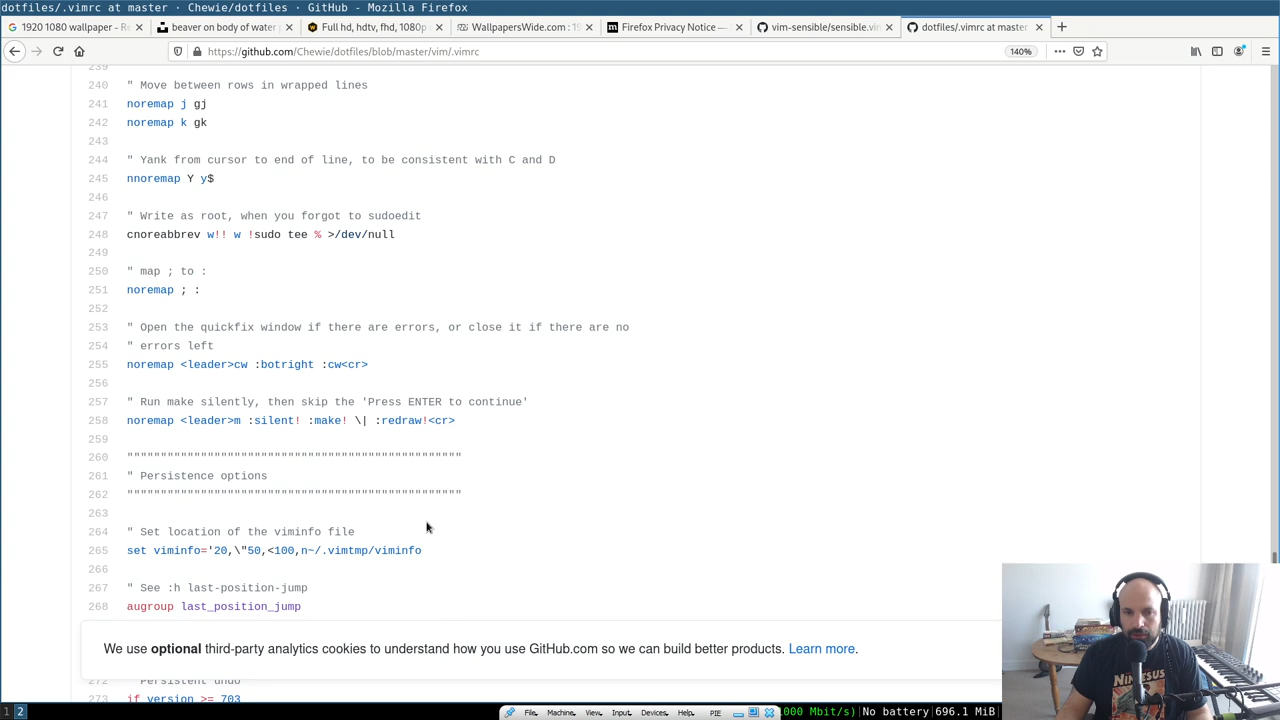 dotfiles/.vimrc at master · Chewie/dotfiles · GitHub - Mozilla Firefox
1920 1080 wallpaper - Re
beaver on body of water p
Full hd, hdtv, fhd, 1080p
WallpapersWide.com : 19
Firefox Privacy Notice —
vim-sensible/sensible.vin
dotfiles/.vimrc at master
https://github.com/Chewie/dotfiles/blob/master/vim/.vimrc
140%
239
240 " Move between rows in wrapped lines
241 noremap j gj
242 noremap k gk
243
244 " Yank from cursor to end of line, to be consistent with C and D
245 nnoremap Y y$
246
247 " Write as root, when you forgot to sudoedit
248 cnoreabbrev w!! w !sudo tee % >/dev/null
249
250 " map ; to :
251 noremap ; :
252
253 " Open the quickfix window if there are errors, or close it if there are no
254 " errors left
255 noremap <leader>cw :botright :cw<cr>
256
257 " Run make silently, then skip the 'Press ENTER to continue'
258 noremap <leader>m :silent! :make! \| :redraw!<cr>
259
260 """"""""""""""""""""""""""""""""""""""""""""""""""
261 " Persistence options
262 """"""""""""""""""""""""""""""""""""""""""""""""""
263
264 " Set location of the viminfo file
265 set viminfo='20,\"50,<100,n~/.vimtmp/viminfo
266
267 " See :h last-position-jump
268 augroup last_position_jump
We use optional third-party analytics cookies to understand how you use GitHub.com so we can build better products. Learn more.
272 " Persistent undo
273 if version >= 703
1 2
File Machine View Input Devices Help PIE
1000 Mbit/s)|No battery|696.1 MiB